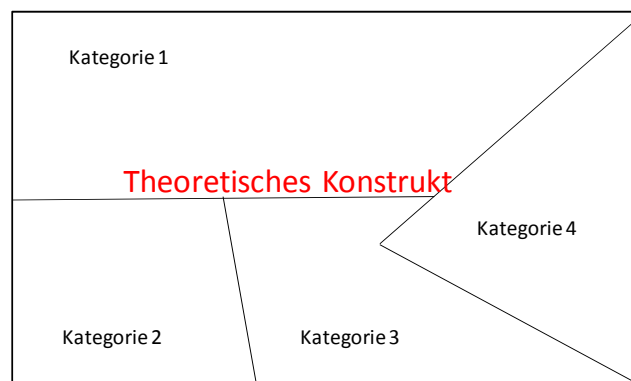 Kategorie 1
Theoretisches Konstrukt
Kategorie 4
Kategorie 2
Kategorie 3